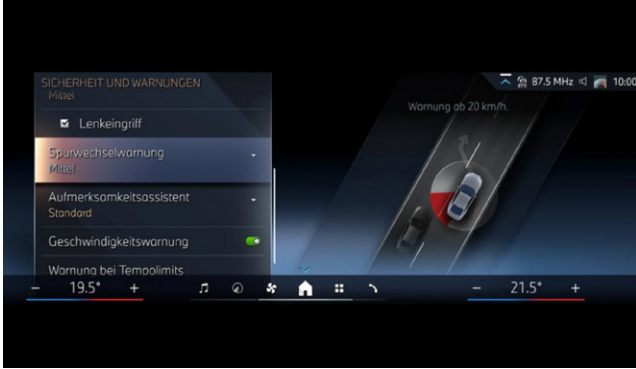 SICHERHEIT UND WARNUNGEN
Mittel
Lenkeingriff
Spurwechselwarnung
Mittel
Aufmerksamkeitsassistent
Standard
Geschwindigkeitswarnung
Warnung bei Tempolimits
87.5 MHz
10:00
Warnung ab 20 km/h.
- 19.5° +
- 21.5° +